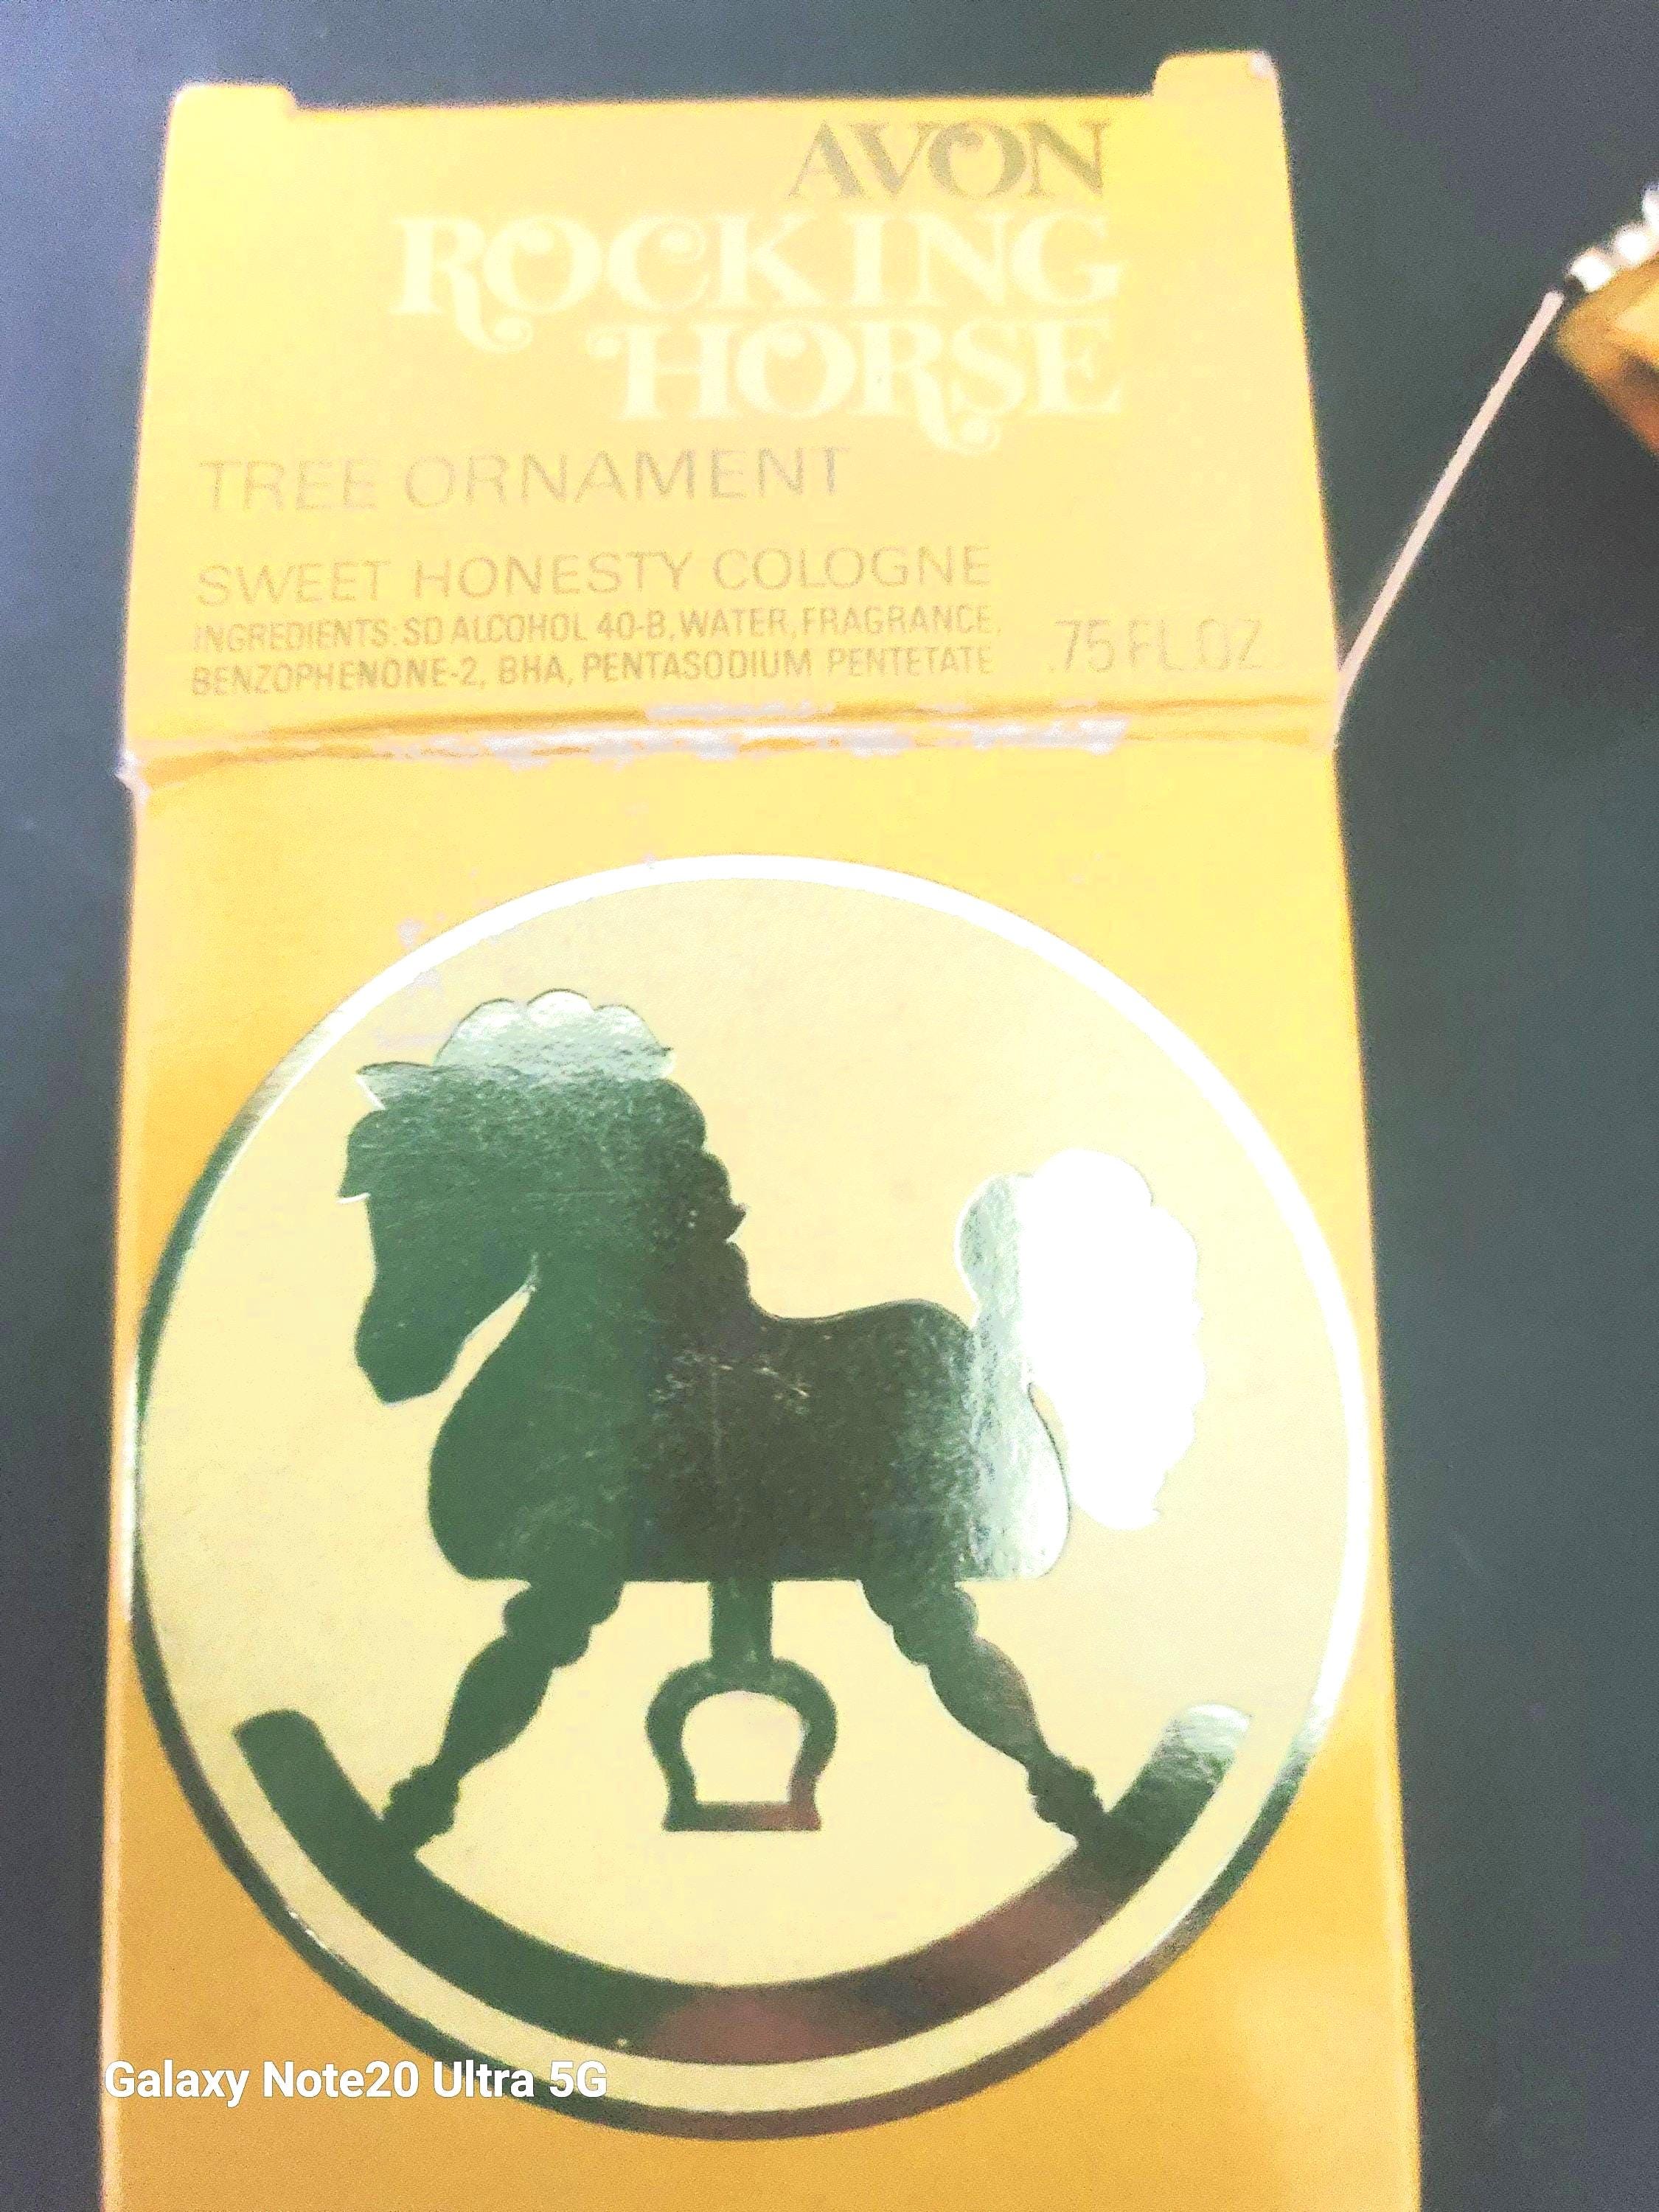 AVON
ROCKING
HORSE
TREE ORNAMENT
SWEET HONESTY COLOGNE
INGREDIENTS: SD ALCOHOL 40-B, WATER, FRAGRANCE,
BENZOPHENONE-2, BHA, PENTASODIUM PENTETATE
.75 FL OZ
Galaxy Note20 Ultra 5G